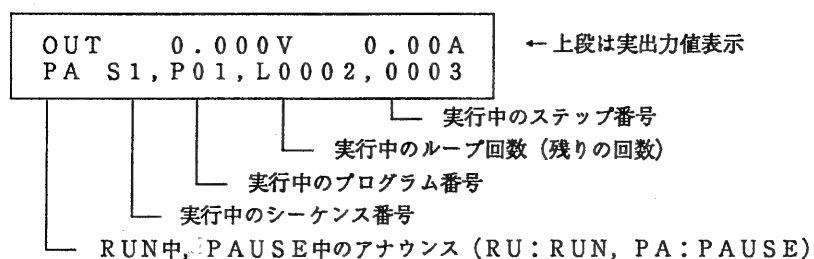 OUT 0.000V 0.00A ←上段は実出力値表示
PA S1,P01,L0002,0003
実行中のステップ番号
実行中のループ回数(残りの回数)
実行中のプログラム番号
実行中のシーケンス番号
RUN中,PAUSE中のアナウンス(RU:RUN,PA:PAUSE)